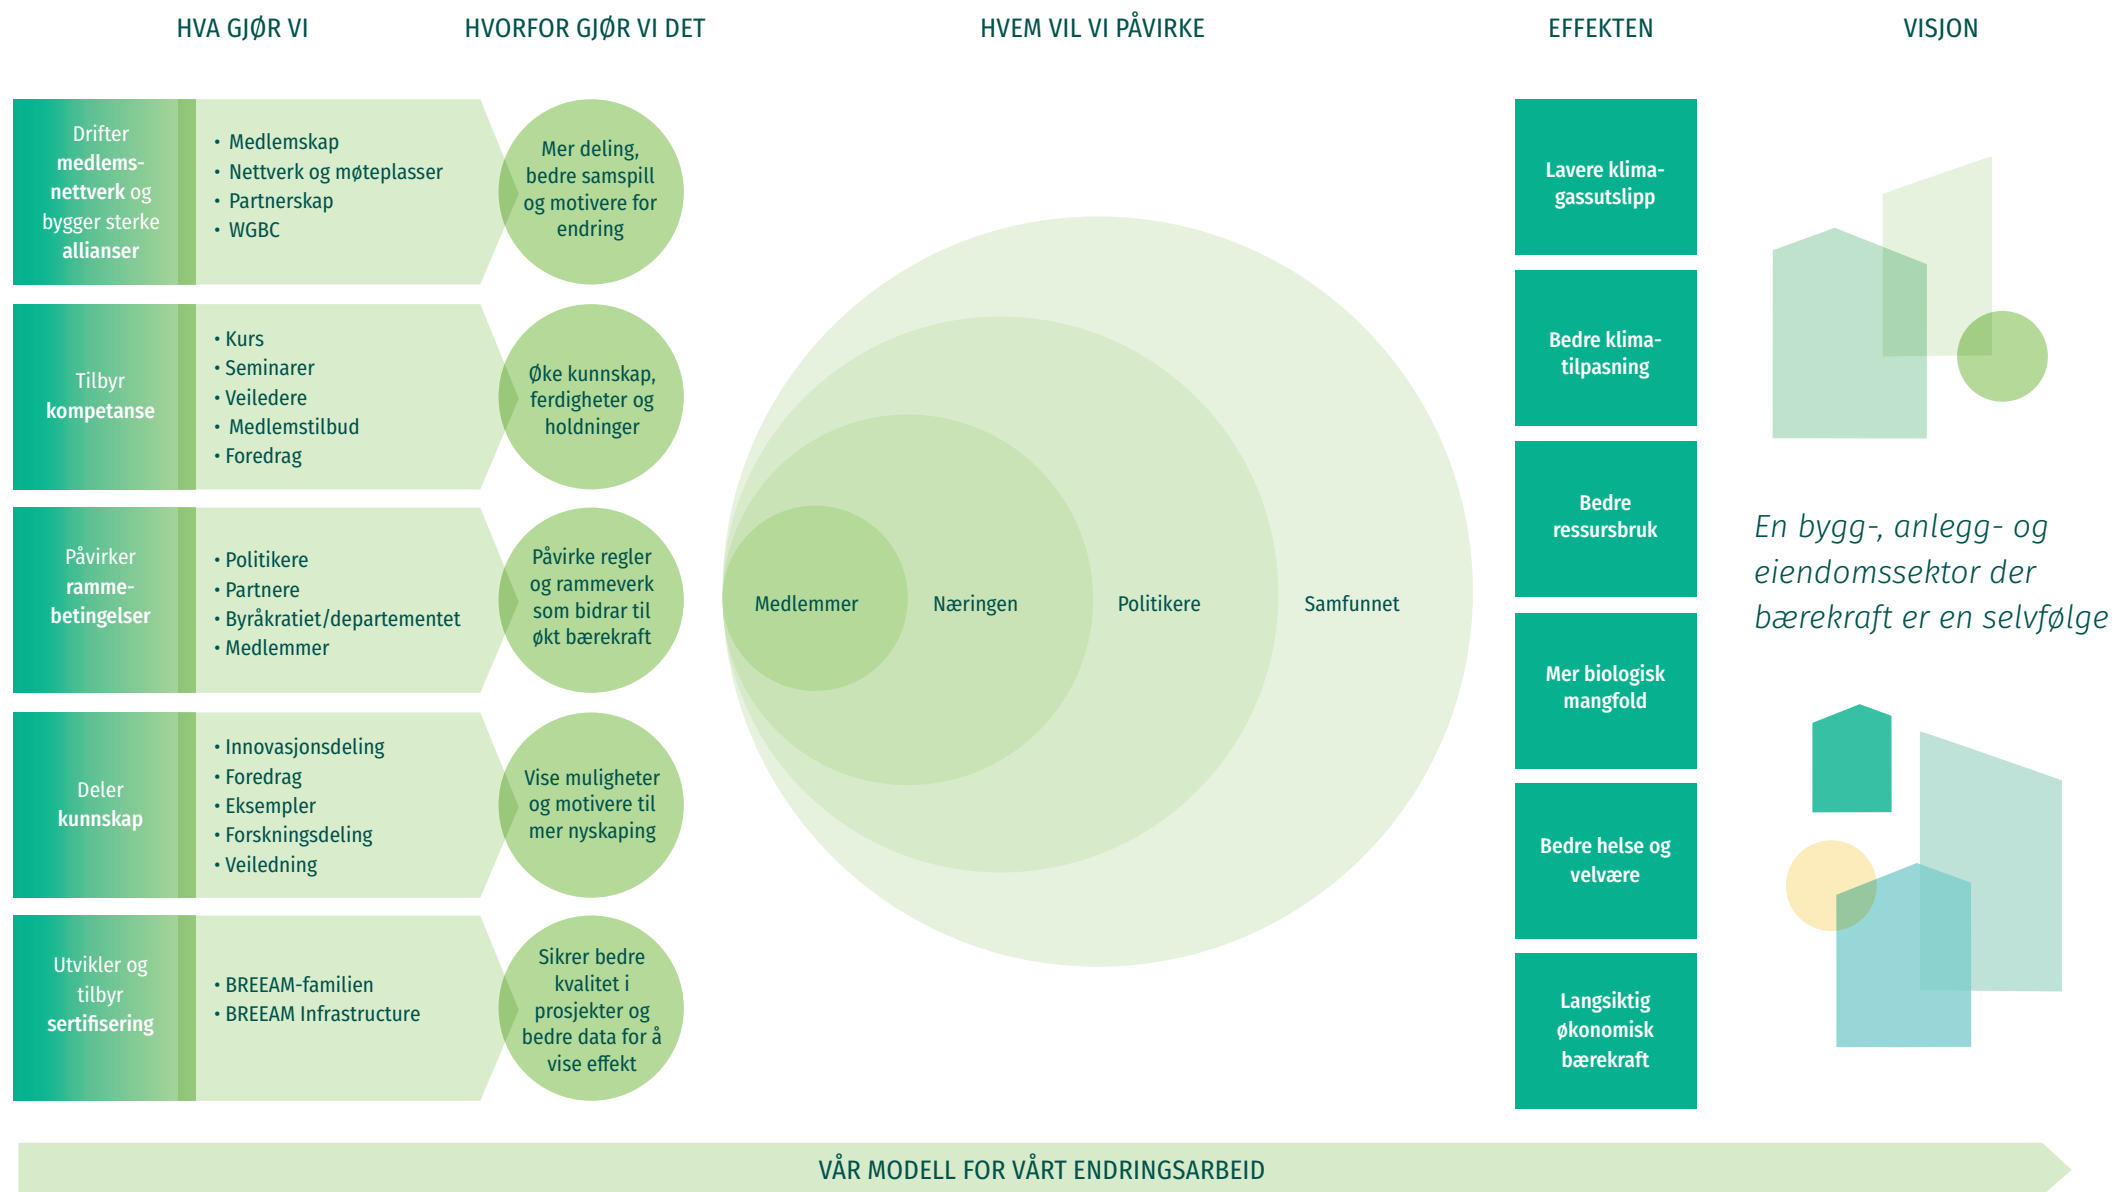 HVA GJØR VI
HVORFOR GJØR VI DET
HVEM VIL VI PÅVIRKE
EFFEKTEN
VISJON
Drifter
medlems-
nettverk og
bygger sterke
allianser
• Medlemskap
• Nettverk og møteplasser
• Partnerskap
• WGBC
Mer deling,
bedre samspill
og motivere for
endring
Tilbyr
kompetanse
• Kurs
• Seminarer
• Veiledere
• Medlemstilbud
• Foredrag
Øke kunnskap,
ferdigheter og
holdninger
Påvirker
ramme-
betingelser
• Politikere
• Partnere
• Byråkratiet/departementet
• Medlemmer
Påvirke regler
og rammeverk
som bidrar til
økt bærekraft
Deler
kunnskap
• Innovasjonsdeling
• Foredrag
• Eksempler
• Forskningsdeling
• Veiledning
Vise muligheter
og motivere til
mer nyskaping
Utvikler og
tilbyr
sertifisering
• BREEAM-familien
• BREEAM Infrastructure
Sikrer bedre
kvalitet i
prosjekter og
bedre data for å
vise effekt
Medlemmer
Næringen
Politikere
Samfunnet
Lavere klima-
gassutslipp
Bedre klima-
tilpasning
Bedre
ressursbruk
Mer biologisk
mangfold
Bedre helse og
velvære
Langsiktig
økonomisk
bærekraft
En bygg-, anlegg- og
eiendomssektor der
bærekraft er en selvfølge
VÅR MODELL FOR VÅRT ENDRINGSARBEID